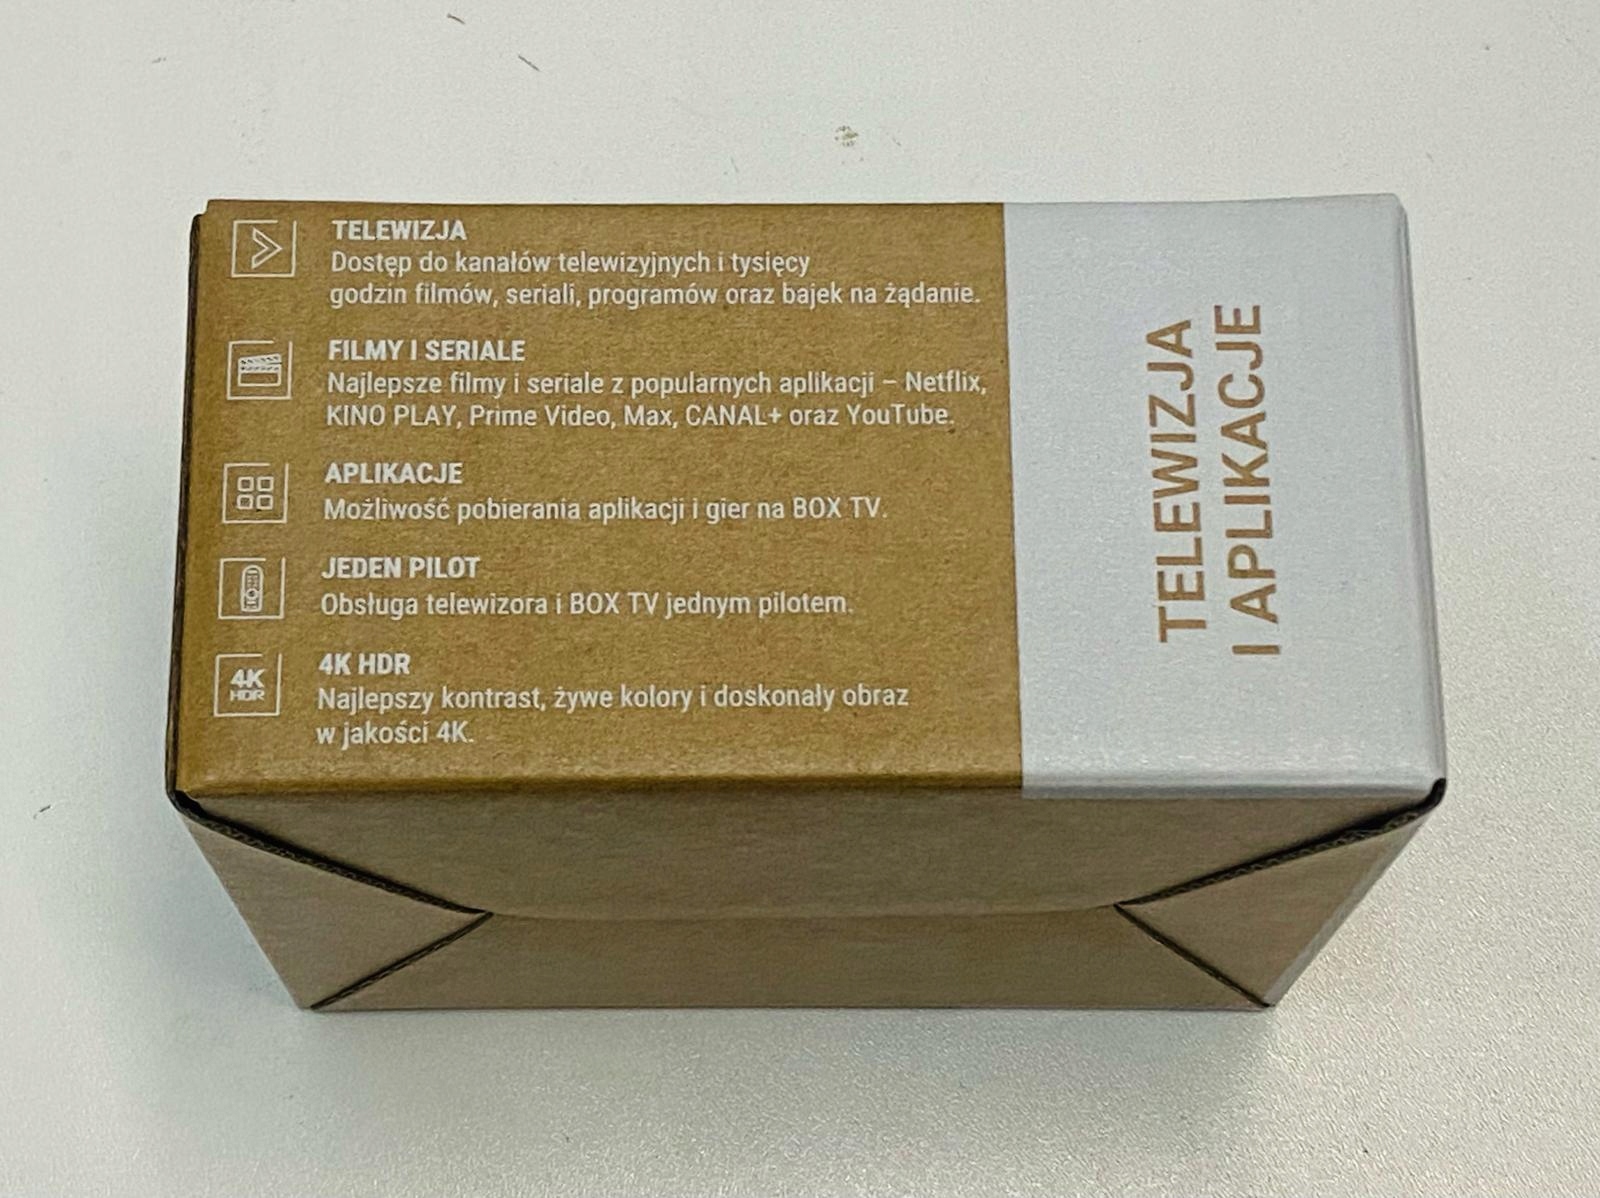 TELEWIZJA
Dostęp do kanałów telewizyjnych i tysięcy
godzin filmów, seriali, programów oraz bajek na żądanie.
FILMY I SERIALE
Najlepsze filmy i seriale z popularnych aplikacji – Netflix,
KINO PLAY, Prime Video, Max, CANAL+ oraz YouTube.
APLIKACJE
Możliwość pobierania aplikacji i gier na BOX TV.
JEDEN PILOT
Obsługa telewizora i BOX TV jednym pilotem.
4K
HDR
4K HDR
Najlepszy kontrast, żywe kolory i doskonały obraz
w jakości 4K.
TELEWIZJA
I APLIKACJE